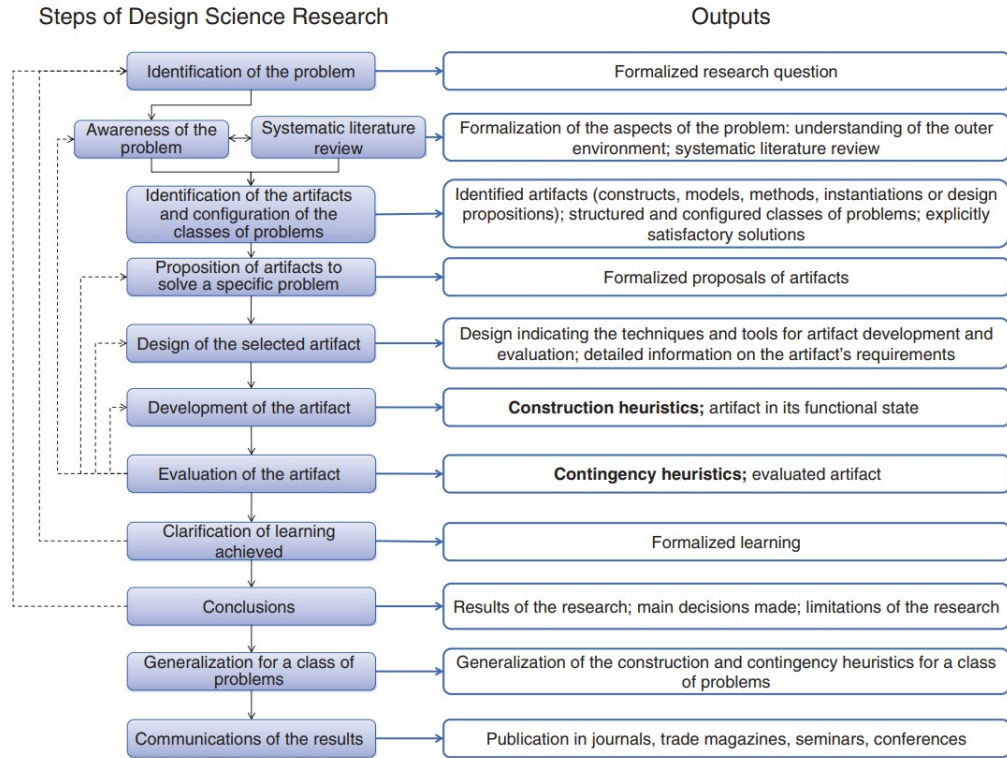 Steps of Design Science Research
Outputs
Identification of the problem
Formalized research question
Awareness of the
problem
Systematic literature
review
Formalization of the aspects of the problem: understanding of the outer
environment; systematic literature review
Identification of the artifacts
and configuration of the
classes of problems
Identified artifacts (constructs, models, methods, instantiations or design
propositions); structured and configured classes of problems; explicitly
satisfactory solutions
Proposition of artifacts to
solve a specific problem
Formalized proposals of artifacts
Design of the selected artifact
Design indicating the techniques and tools for artifact development and
evaluation; detailed information on the artifact's requirements
Development of the artifact
Construction heuristics; artifact in its functional state
Evaluation of the artifact
Contingency heuristics; evaluated artifact
Clarification of learning
achieved
Formalized learning
Conclusions
Results of the research; main decisions made; limitations of the research
Generalization for a class of
problems
Generalization of the construction and contingency heuristics for a class
of problems
Communications of the results
Publication in journals, trade magazines, seminars, conferences